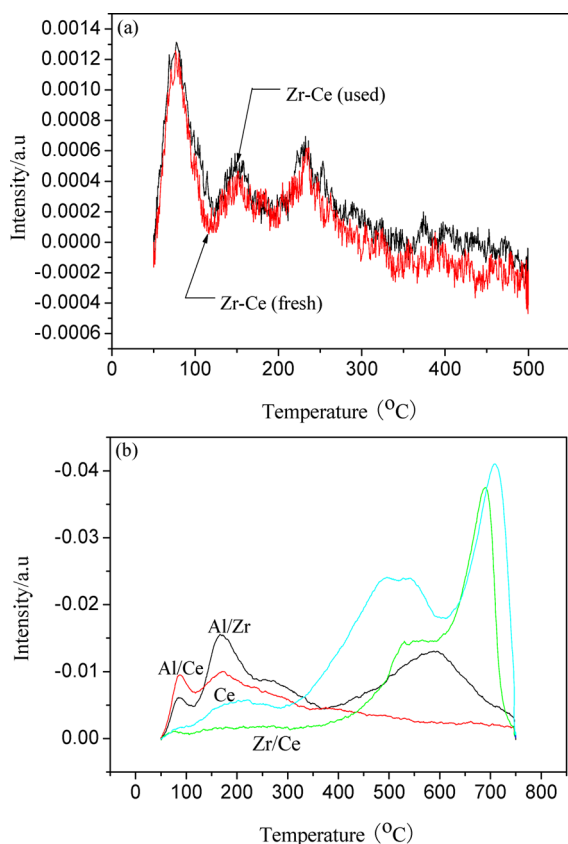 (a)
0.0014
0.0012
0.0010
0.0008
0.0006
0.0004
0.0002
0.0000
-0.0002
-0.0004
-0.0006
Intensity/a.u
Zr-Ce (used)
Zr-Ce (fresh)
0 100 200 300 400 500
Temperature (°C)
(b)
-0.04
-0.03
-0.02
-0.01
0.00
Intensity/a.u
Al/Zr
Al/Ce
Ce
Zr/Ce
0 100 200 300 400 500 600 700 800
Temperature (°C)